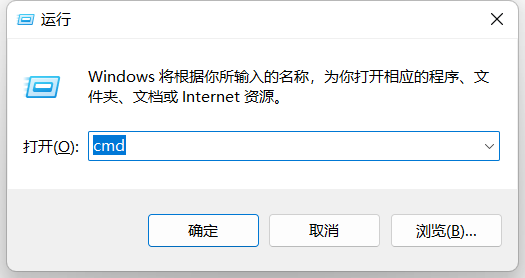 运行
Windows 将根据你所输入的名称，为你打开相应的程序、文
件夹、文档或 Internet 资源。
打开(O): cmd
确定 取消 浏览(B)...